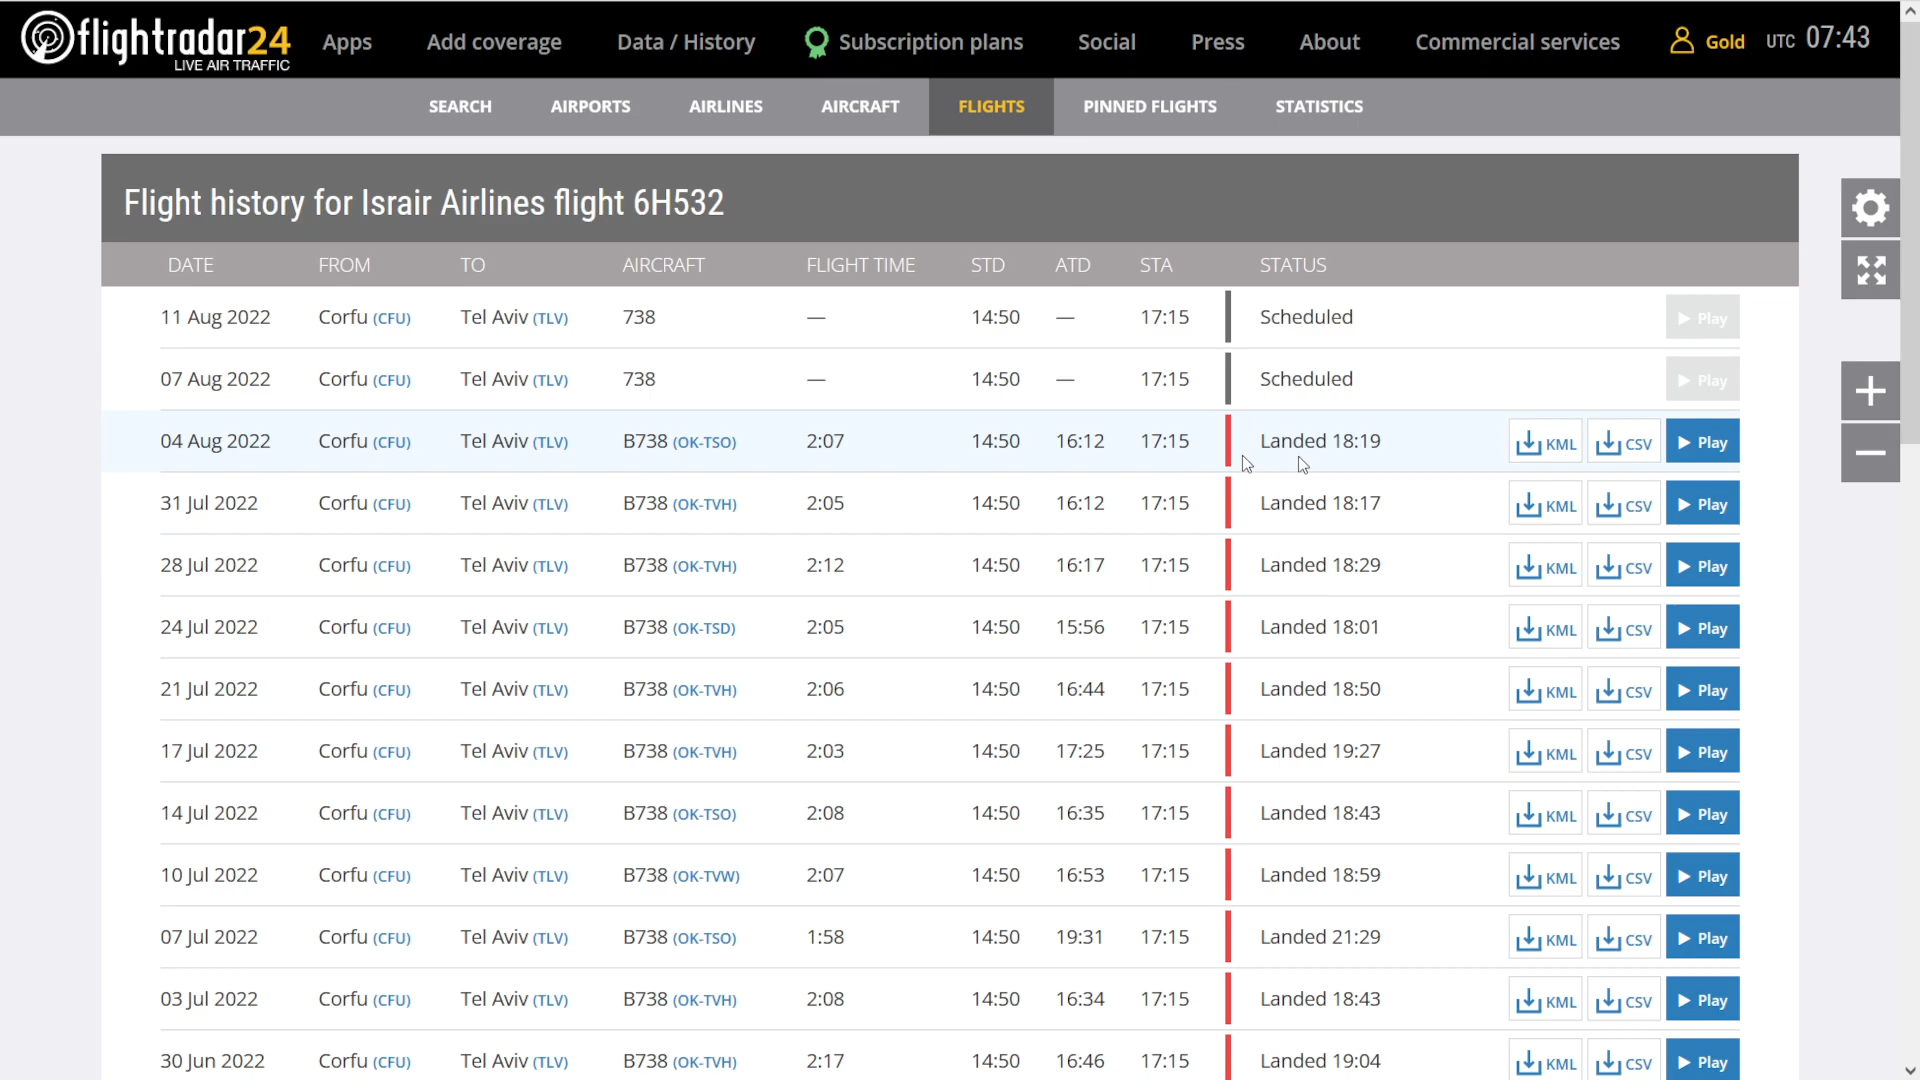 flightradar24
LIVE AIR TRAFFIC
Apps Add coverage Data / History Subscription plans Social Press About Commercial services Gold UTC 07:43
SEARCH AIRPORTS AIRLINES AIRCRAFT FLIGHTS PINNED FLIGHTS STATISTICS
Flight history for Israir Airlines flight 6H532
DATE FROM TO AIRCRAFT FLIGHT TIME STD ATD STA STATUS
11 Aug 2022 Corfu (CFU) Tel Aviv (TLV) 738 — 14:50 — 17:15 Scheduled Play
07 Aug 2022 Corfu (CFU) Tel Aviv (TLV) 738 — 14:50 — 17:15 Scheduled Play
04 Aug 2022 Corfu (CFU) Tel Aviv (TLV) B738 (OK-TSO) 2:07 14:50 16:12 17:15 Landed 18:19 KML CSV Play
31 Jul 2022 Corfu (CFU) Tel Aviv (TLV) B738 (OK-TVH) 2:05 14:50 16:12 17:15 Landed 18:17 KML CSV Play
28 Jul 2022 Corfu (CFU) Tel Aviv (TLV) B738 (OK-TVH) 2:12 14:50 16:17 17:15 Landed 18:29 KML CSV Play
24 Jul 2022 Corfu (CFU) Tel Aviv (TLV) B738 (OK-TSD) 2:05 14:50 15:56 17:15 Landed 18:01 KML CSV Play
21 Jul 2022 Corfu (CFU) Tel Aviv (TLV) B738 (OK-TVH) 2:06 14:50 16:44 17:15 Landed 18:50 KML CSV Play
17 Jul 2022 Corfu (CFU) Tel Aviv (TLV) B738 (OK-TVH) 2:03 14:50 17:25 17:15 Landed 19:27 KML CSV Play
14 Jul 2022 Corfu (CFU) Tel Aviv (TLV) B738 (OK-TSO) 2:08 14:50 16:35 17:15 Landed 18:43 KML CSV Play
10 Jul 2022 Corfu (CFU) Tel Aviv (TLV) B738 (OK-TVW) 2:07 14:50 16:53 17:15 Landed 18:59 KML CSV Play
07 Jul 2022 Corfu (CFU) Tel Aviv (TLV) B738 (OK-TSO) 1:58 14:50 19:31 17:15 Landed 21:29 KML CSV Play
03 Jul 2022 Corfu (CFU) Tel Aviv (TLV) B738 (OK-TVH) 2:08 14:50 16:34 17:15 Landed 18:43 KML CSV Play
30 Jun 2022 Corfu (CFU) Tel Aviv (TLV) B738 (OK-TVH) 2:17 14:50 16:46 17:15 Landed 19:04 KML CSV Play